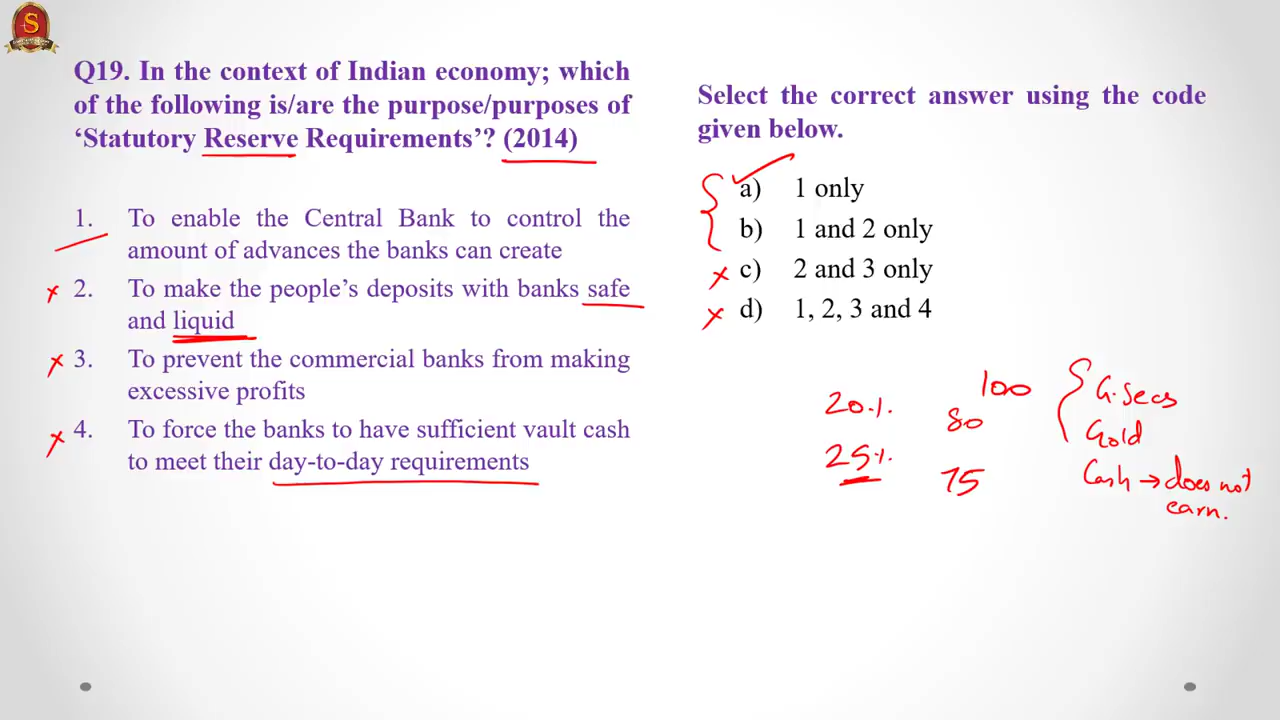 S
Q19. In the context of Indian economy; which
of the following is/are the purpose/purposes of
‘Statutory Reserve Requirements’? (2014)
1. To enable the Central Bank to control the
amount of advances the banks can create
2. To make the people’s deposits with banks safe
and liquid
3. To prevent the commercial banks from making
excessive profits
4. To force the banks to have sufficient vault cash
to meet their day-to-day requirements
Select the correct answer using the code
given below.
a) 1 only
b) 1 and 2 only
c) 2 and 3 only
d) 1, 2, 3 and 4
20%. 100
80
25%. 75
G.Secs
Gold
Cash → does not
earn.